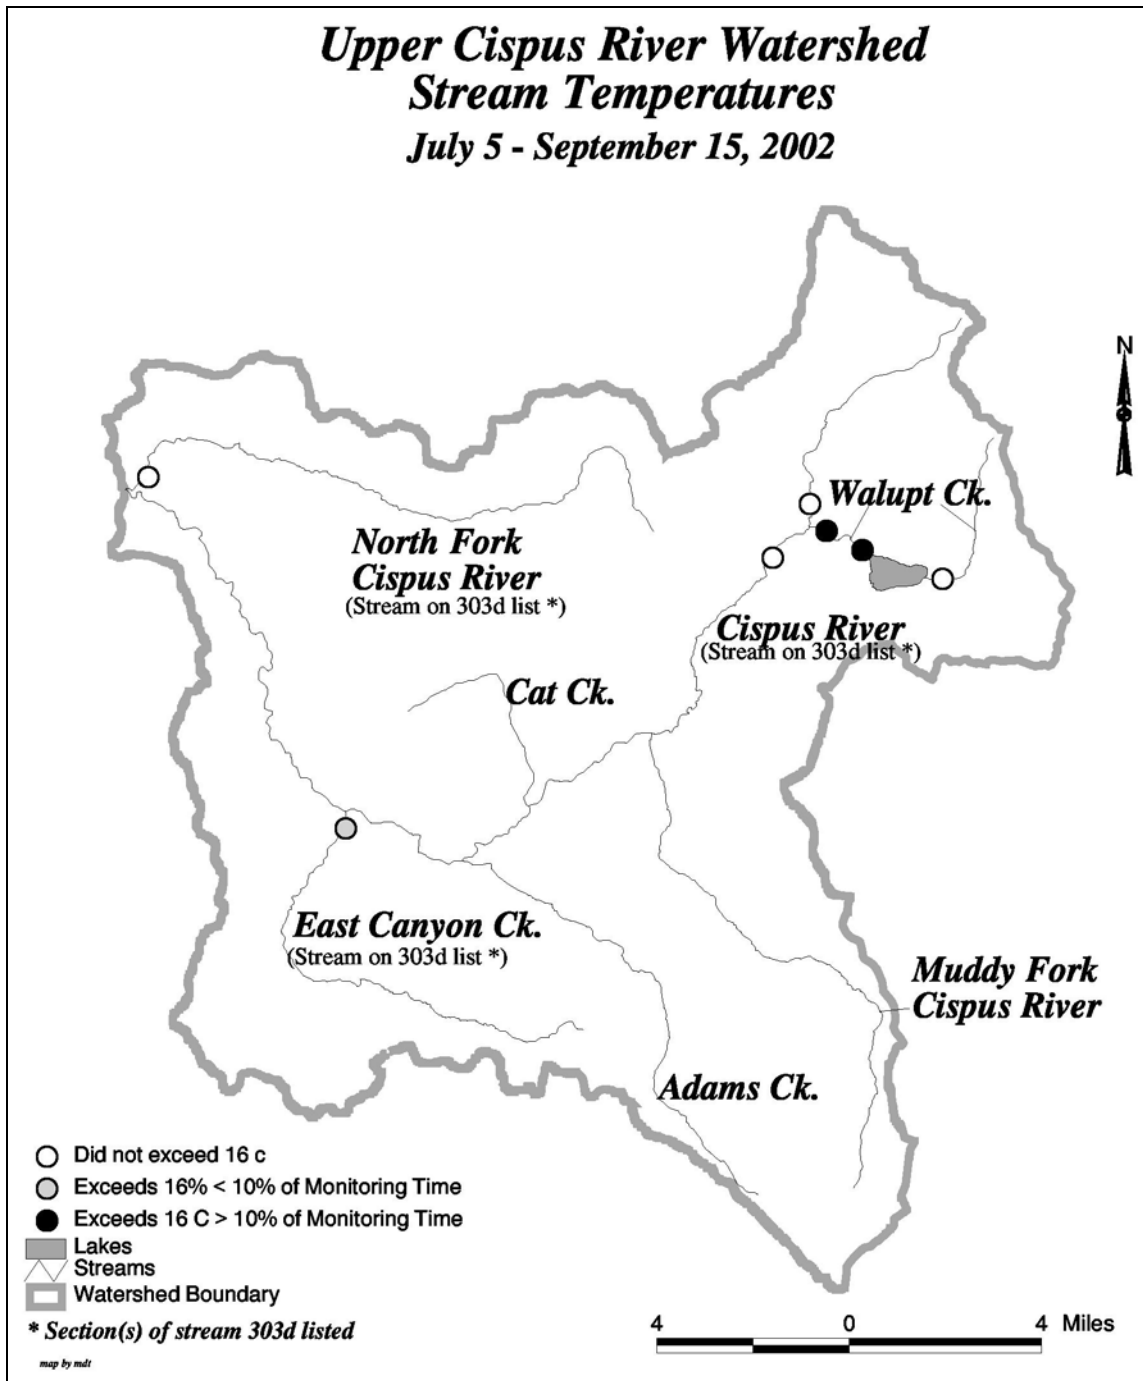 Upper Cispus River Watershed
Stream Temperatures
July 5 - September 15, 2002
N
Walupt Ck.
North Fork
Cispus River
(Stream on 303d list *)
Cispus River
(Stream on 303d list *)
Cat Ck.
East Canyon Ck.
(Stream on 303d list *)
Muddy Fork
Cispus River
Adams Ck.
Did not exceed 16 c
Exceeds 16% < 10% of Monitoring Time
Exceeds 16 C > 10% of Monitoring Time
Lakes
Streams
Watershed Boundary
* Section(s) of stream 303d listed
map by mdt
4 0 4 Miles